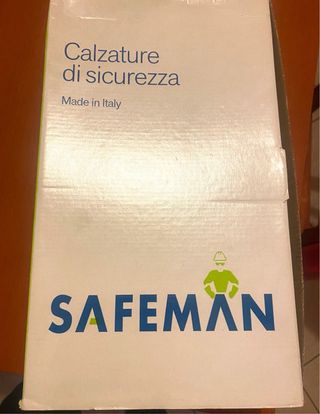 Calzature
di sicurezza
Made in Italy
SAFEMAN